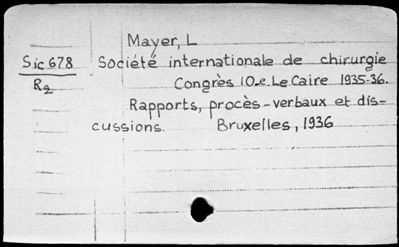 Mayer, L
Sic 678 Société internationale de chirurgie
R2 Congrès 10.e. Le Caire 1935-36.
Rapports, procès-verbaux et dis-
cussions. Bruxelles, 1936